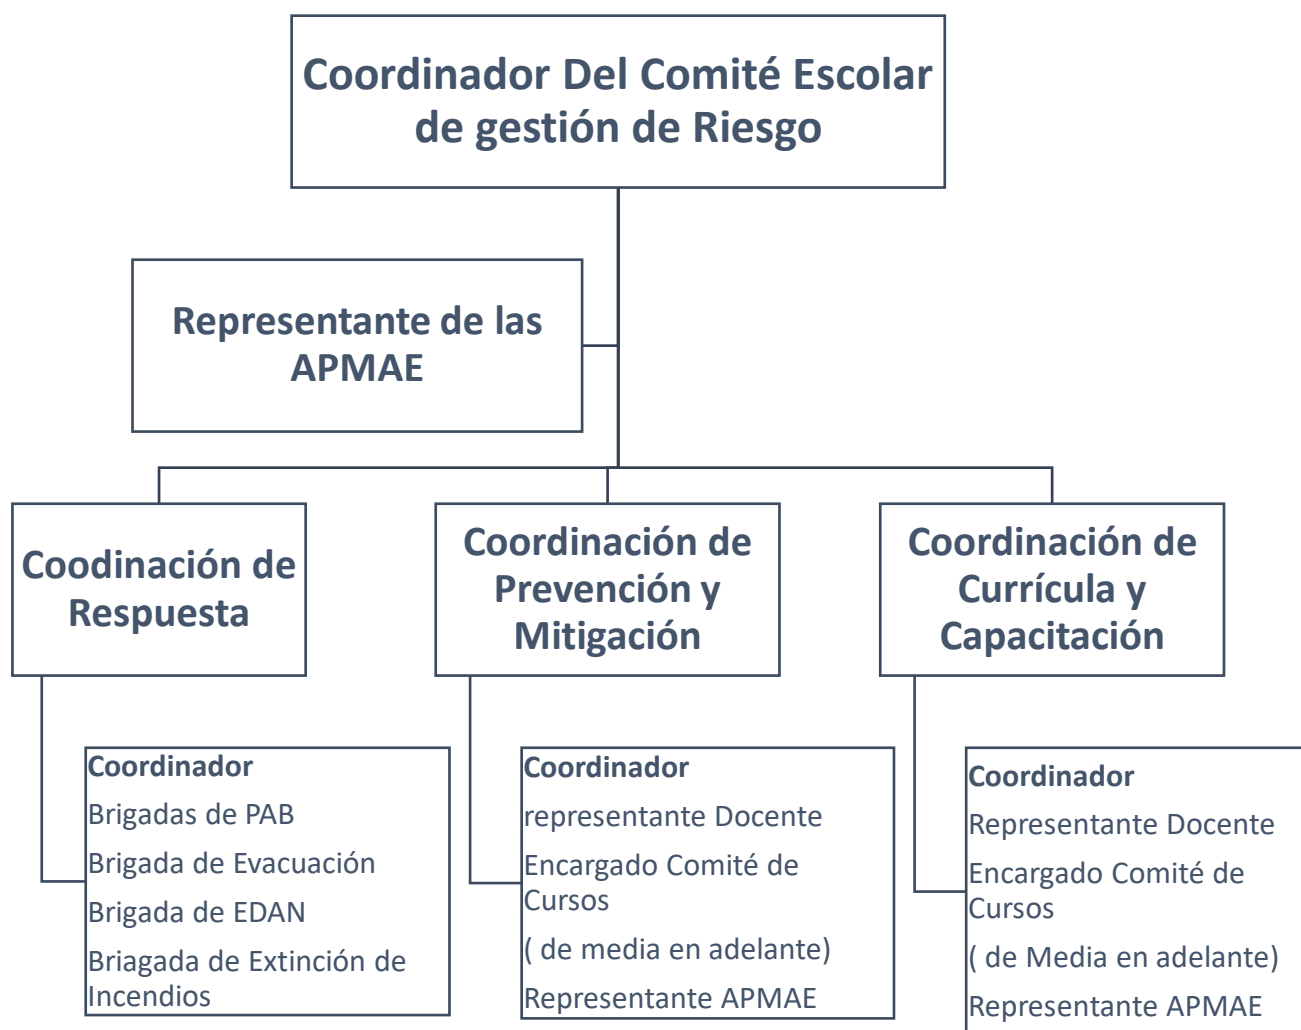 Coordinador Del Comité Escolar
de gestión de Riesgo
Representante de las
APMAE
Coodinación de
Respuesta
Coordinación de
Prevención y
Mitigación
Coordinación de
Currícula y
Capacitación
Coordinador
Brigadas de PAB
Brigada de Evacuación
Brigada de EDAN
Briagada de Extinción de
Incendios
Coordinador
representante Docente
Encargado Comité de
Cursos
( de media en adelante)
Representante APMAE
Coordinador
Representante Docente
Encargado Comité de
Cursos
( de Media en adelante)
Representante APMAE